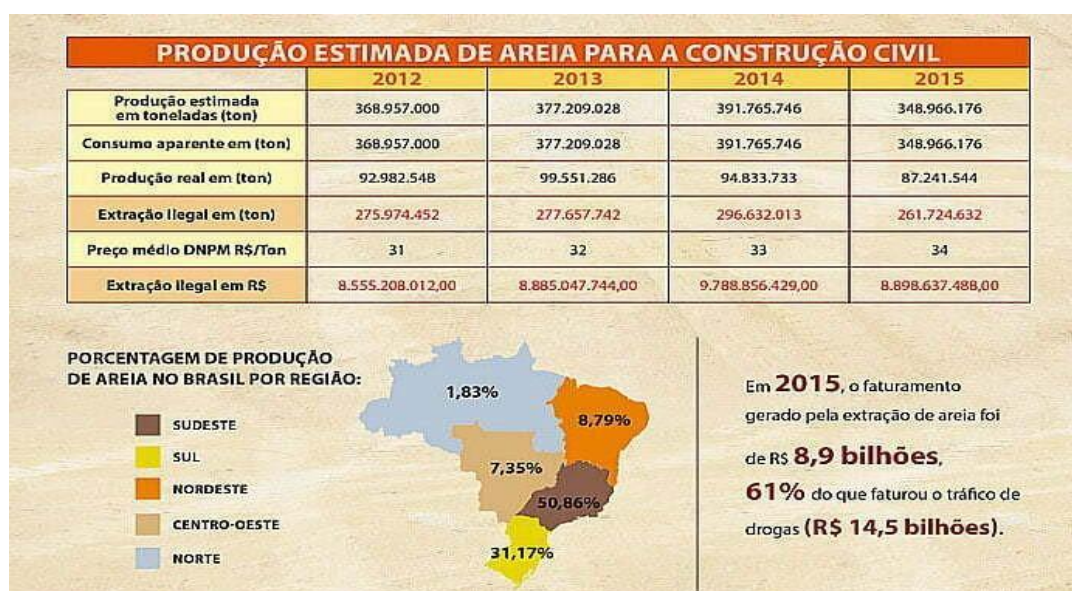 PRODUÇÃO ESTIMADA DE AREIA PARA A CONSTRUÇÃO CIVIL
2012 2013 2014 2015
Produção estimada
em toneladas (ton) 368.957.000 377.209.028 391.765.746 348.966.176
Consumo aparente em (ton) 368.957.000 377.209.028 391.765.746 348.966.176
Produção real em (ton) 92.982.548 99.551.286 94.833.733 87.241.544
Extração Ilegal em (ton) 275.974.452 277.657.742 296.632.013 261.724.632
Preço médio DNPM R$/Ton 31 32 33 34
Extração ilegal em R$ 8.555.208.012,00 8.885.047.744,00 9.788.856.429,00 8.898.637.488,00
PORCENTAGEM DE PRODUÇÃO
DE AREIA NO BRASIL POR REGIÃO:
SUDESTE
SUL
NORDESTE
CENTRO-OESTE
NORTE
1,83%
8,79%
7,35%
50,86%
31,17%
Em 2015, o faturamento
gerado pela extração de areia foi
de R$ 8,9 bilhões,
61% do que faturou o tráfico de
drogas (R$ 14,5 bilhões).